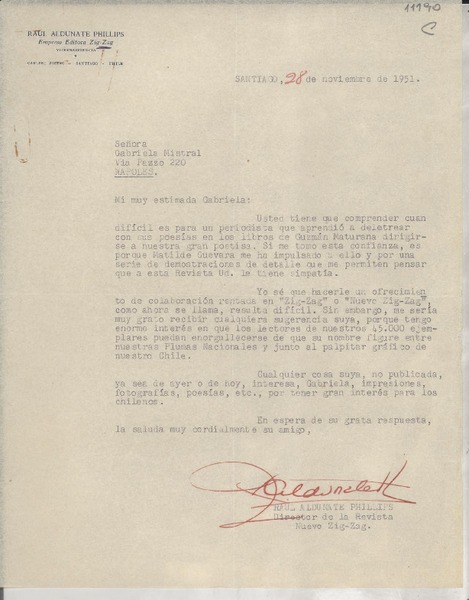 11190
C
RAUL ALDUNATE PHILLIPS
Empresa Editora Zig-Zag
VICEPRESIDENTE
SANTIAGO - CHILE
SANTIAGO, 28 de noviembre de 1951.
Señora
Gabriela Mistral
Via Pazzo 220
NAPOLES.
Mi muy estimada Gabriela:
Usted tiene que comprender cuan
difícil es para un periodista que aprendió a deletrear
con sus poesías en los libros de Guzmán Maturana dirigir-
se a nuestra gran poetisa. Si me tomo esta confianza, es
porque Matilde Guevara me ha impulsado a ello y por una
serie de demostraciones de detalle que me permiten pensar
que a esta Revista Ud. le tiene simpatía.
Yo sé que hacerle un ofrecimien
to de colaboración rentada en "Zig-Zag" o "Nuevo Zig-Zag",
como ahora se llama, resulta difícil. Sin embargo, me sería
muy grato recibir cualquiera sugerencia suya, porque tengo
enorme interés en que los lectores de nuestros 45.000 ejem-
plares puedan enorgullecerse de que su nombre figure entre
nuestras Plumas Nacionales y junto al palpitar gráfico de
nuestro Chile.
Cualquier cosa suya, no publicada,
ya sea de ayer o de hoy, interesa, Gabriela, impresiones,
fotografías, poesías, etc., por tener gran interés para los
chilenos.
En espera de su grata respuesta,
la saluda muy cordialmente su amigo,
RAUL ALDUNATE PHILLIPS
Director de la Revista
Nuevo Zig-Zag.